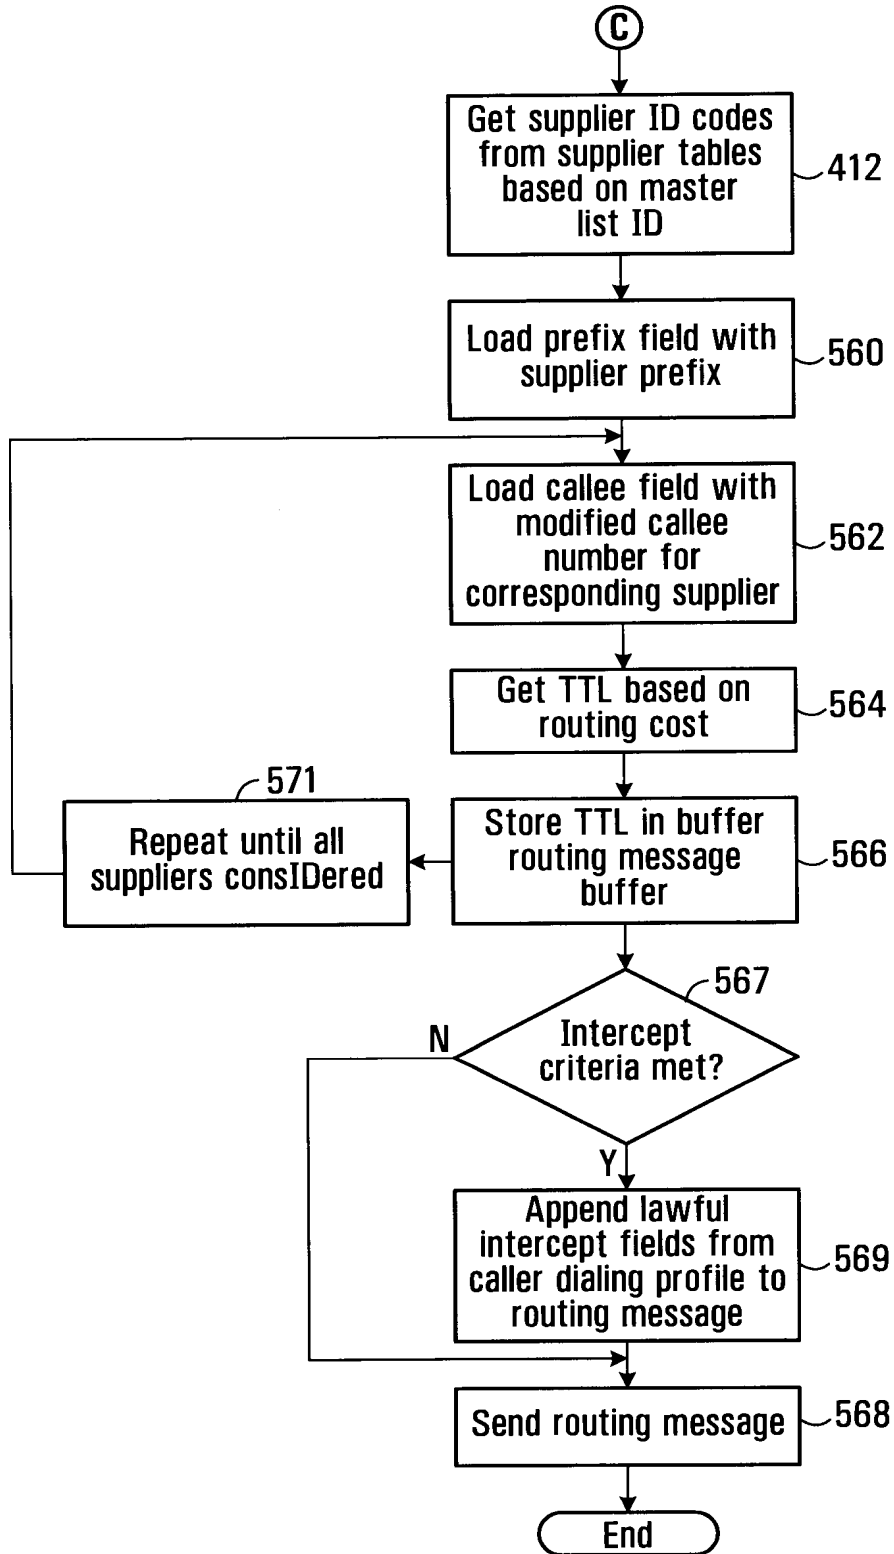 C
Get supplier ID codes
from supplier tables
based on master
list ID
412
Load prefix field with
supplier prefix
560
Load callee field with
modified callee
number for
corresponding supplier
562
Get TTL based on
routing cost
564
571
Repeat until all
suppliers consIDered
Store TTL in buffer
routing message
buffer
566
567
Intercept
criteria met?
N
Y
Append lawful
intercept fields from
caller dialing profile to
routing message
569
Send routing message
568
End